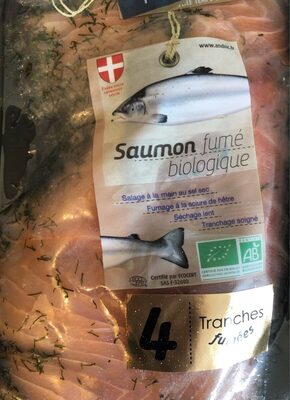 www.andric.fr
Saumon fumé
biologique
Salage à la main au sel sec
Fumage à la sciure de hêtre
Séchage lent
Tranchage soigné
Certifié par ECOCERT
SAS F-32600
AB
4
Tranches
fumées